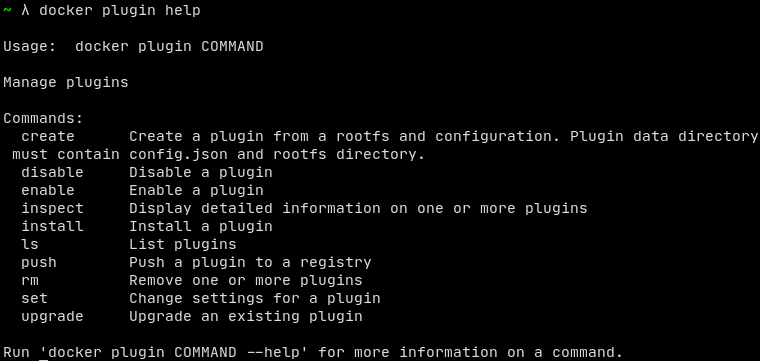 ~ λ docker plugin help
Usage:  docker plugin COMMAND
Manage plugins
Commands:
  create      Create a plugin from a rootfs and configuration. Plugin data directory
 must contain config.json and rootfs directory.
  disable     Disable a plugin
  enable      Enable a plugin
  inspect     Display detailed information on one or more plugins
  install     Install a plugin
  ls          List plugins
  push        Push a plugin to a registry
  rm          Remove one or more plugins
  set         Change settings for a plugin
  upgrade     Upgrade an existing plugin
Run 'docker plugin COMMAND --help' for more information on a command.